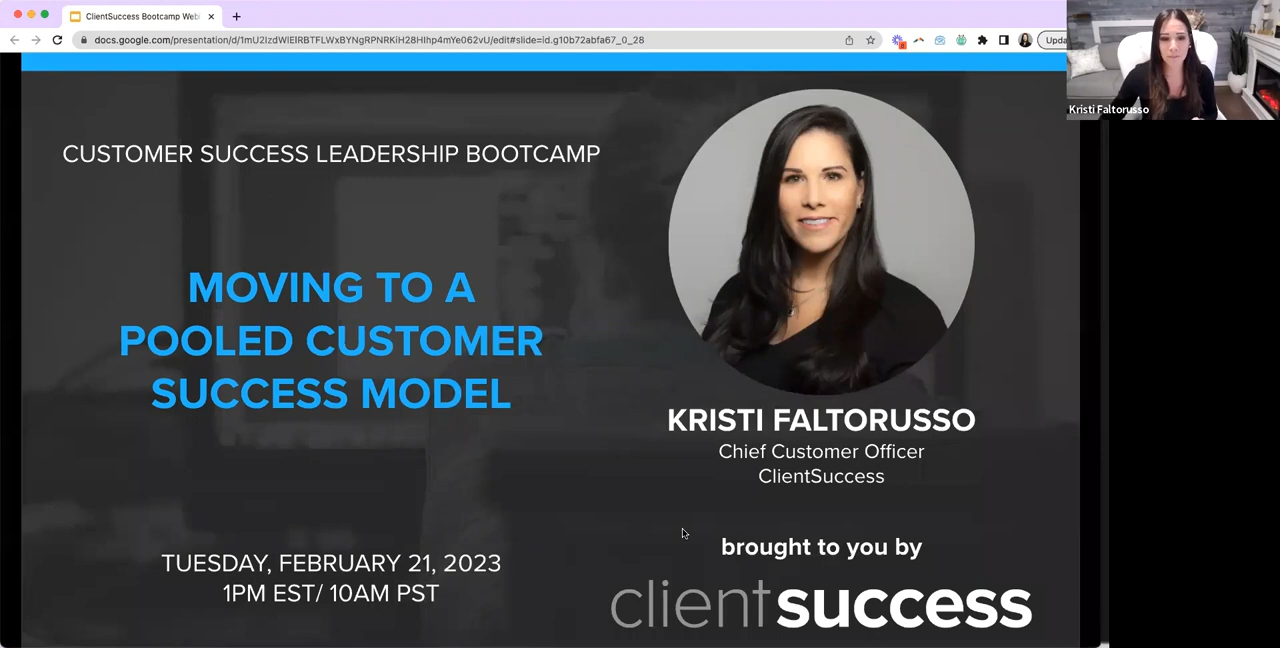 ClientSuccess Bootcamp Web
docs.google.com/presentation/d/1mU2IzdWlElRBTFLWxBYNgRPNRKiH28HIhp4mYe062vU/edit#slide=id.g10b72abfa67_0_28
Upda
Kristi Faltorusso
CUSTOMER SUCCESS LEADERSHIP BOOTCAMP
MOVING TO A
POOLED CUSTOMER
SUCCESS MODEL
KRISTI FALTORUSSO
Chief Customer Officer
ClientSuccess
TUESDAY, FEBRUARY 21, 2023
1PM EST/ 10AM PST
brought to you by
clientsuccess